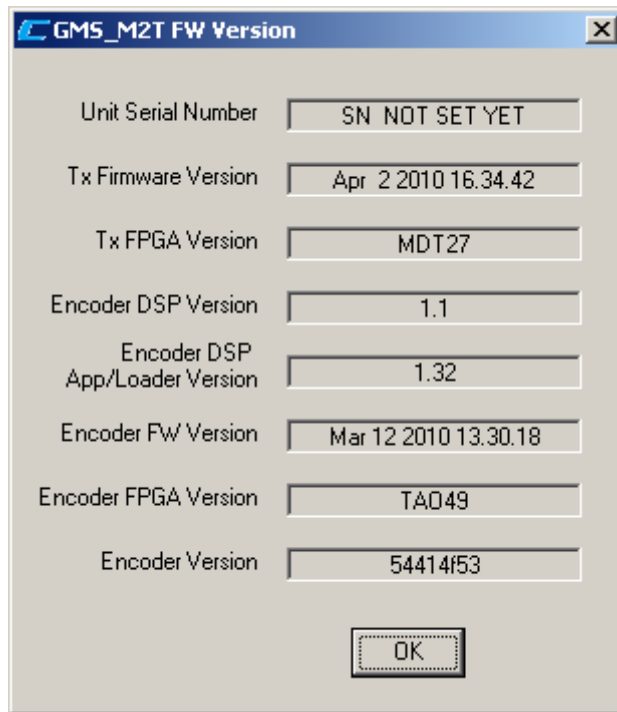 GMS_M2T FW Version
Unit Serial Number SN NOT SET YET
Tx Firmware Version Apr 2 2010 16.34.42
Tx FPGA Version MDT27
Encoder DSP Version 1.1
Encoder DSP
App/Loader Version 1.32
Encoder FW Version Mar 12 2010 13.30.18
Encoder FPGA Version TAO49
Encoder Version 54414f53
OK